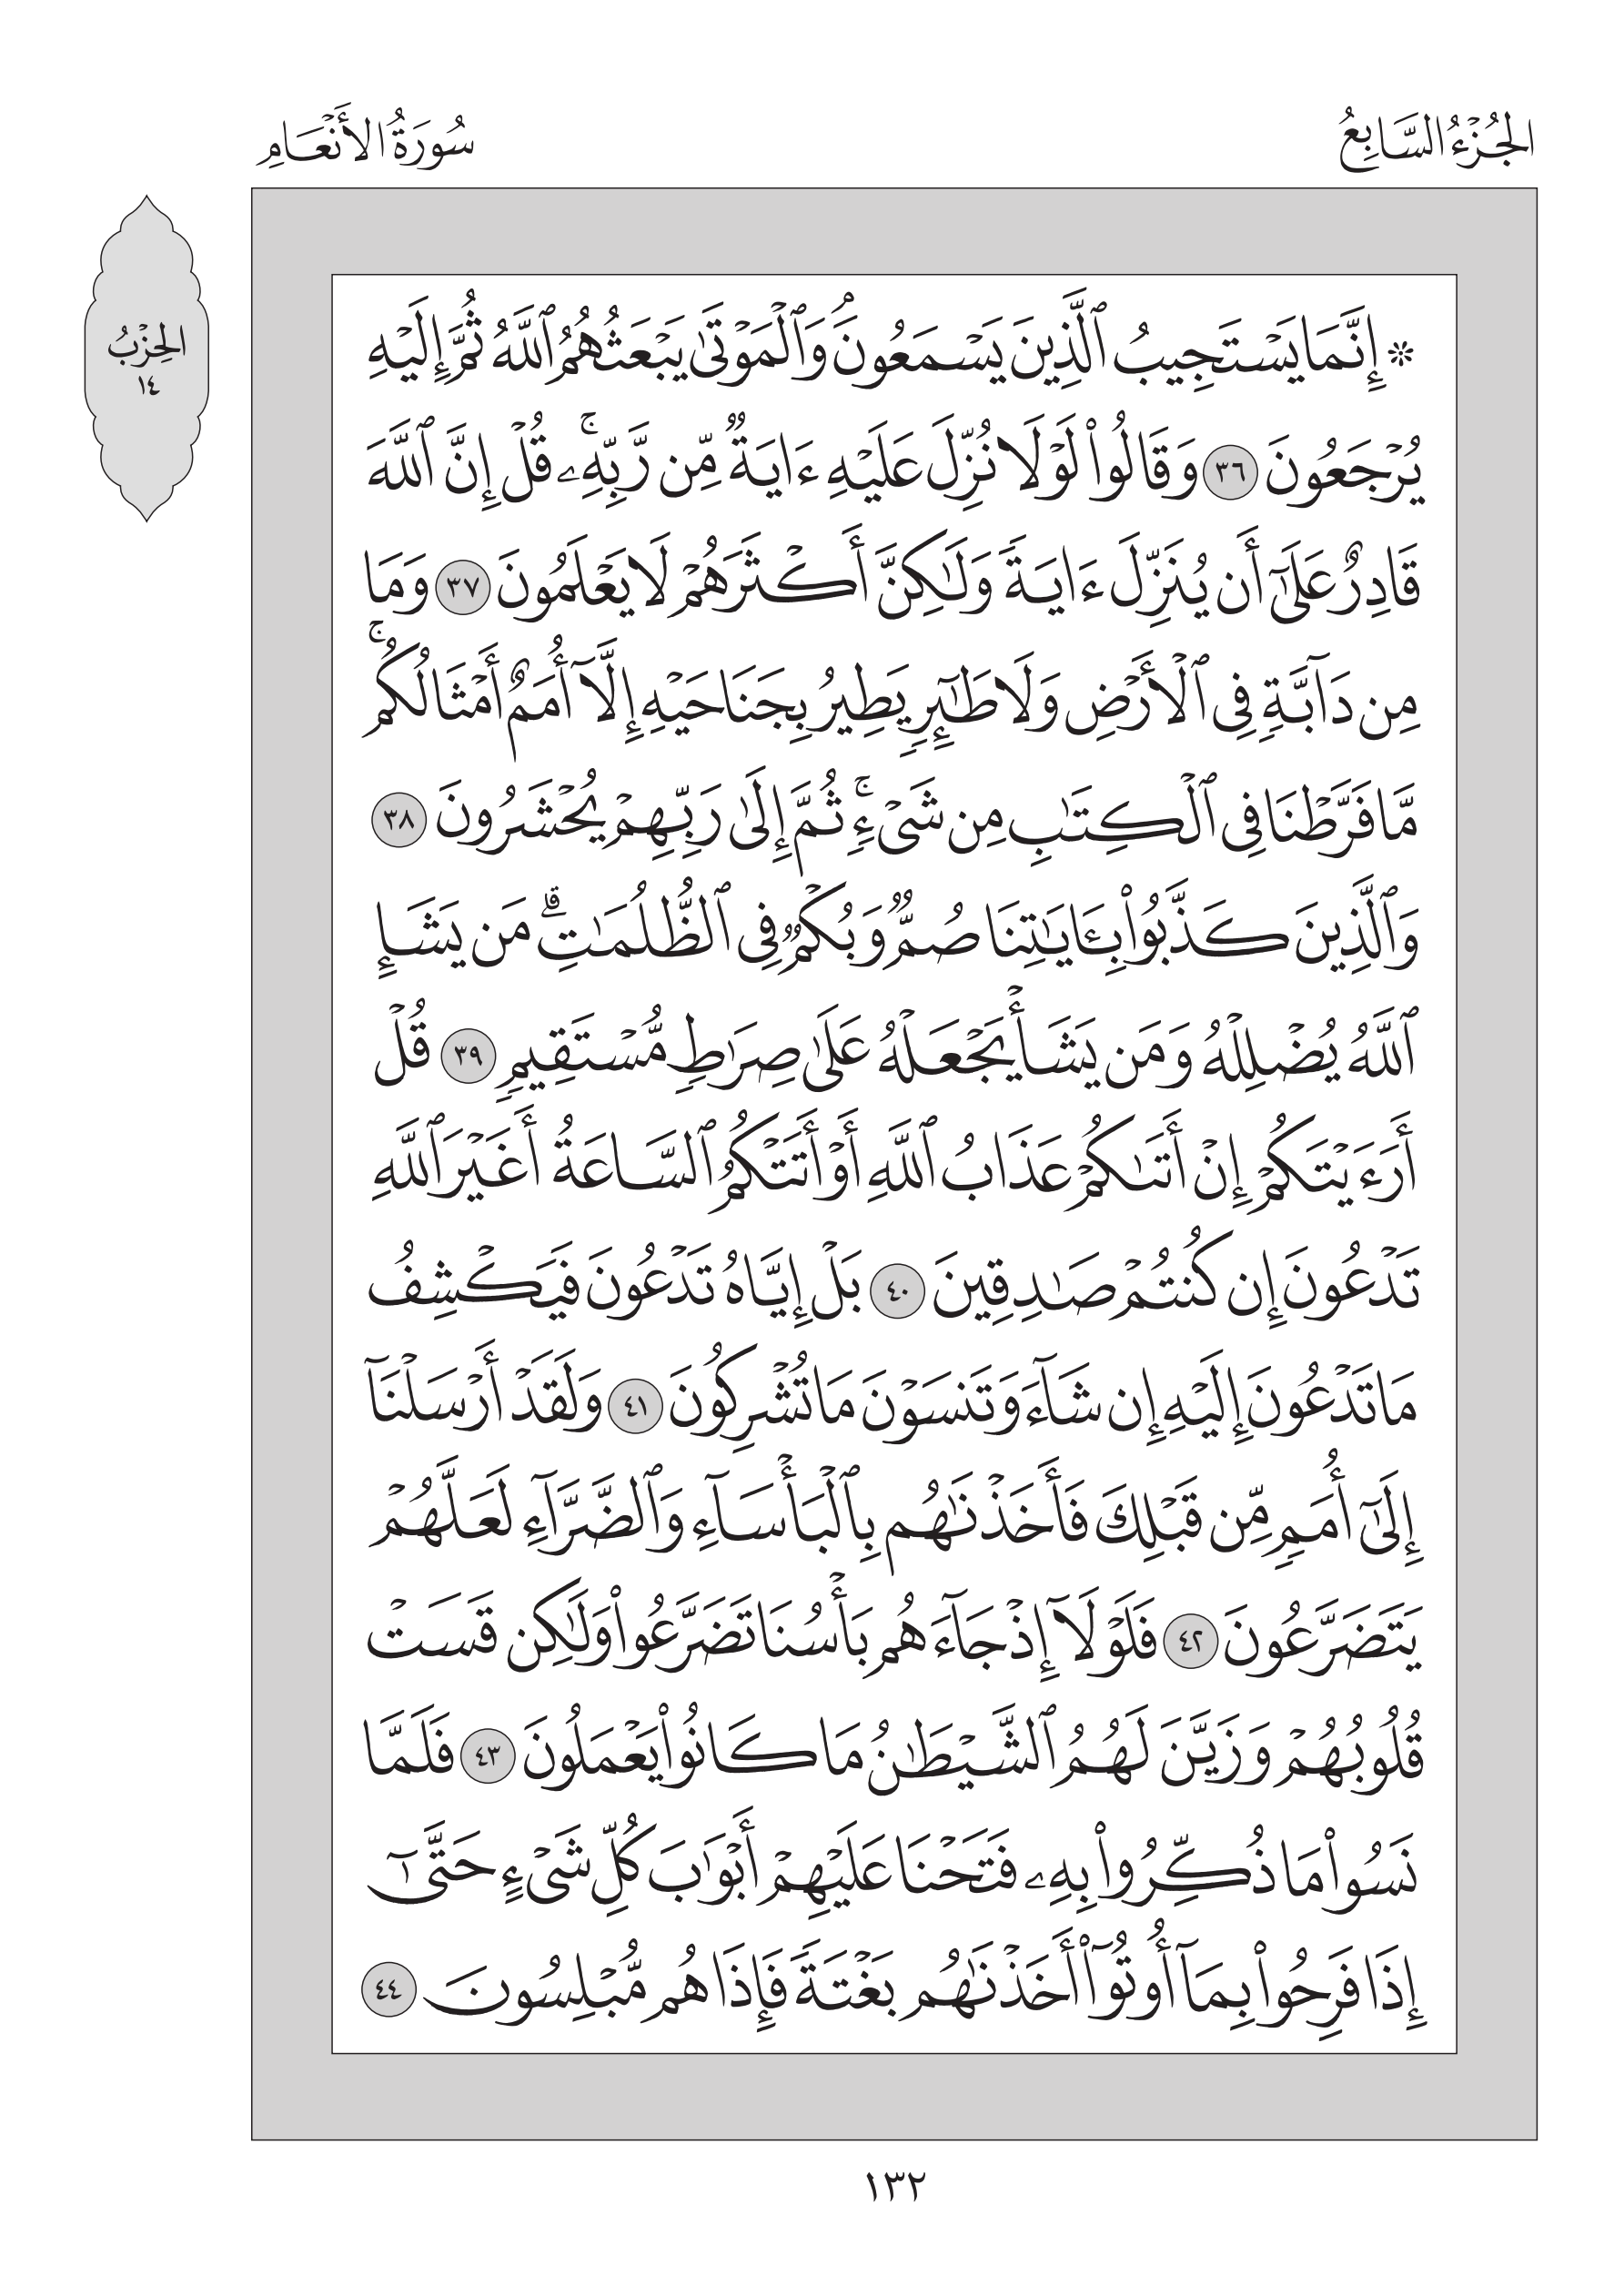 الجُزْءُ السَّابِعُ
سُورَةُ الأَنْعَامِ
الحِزْبُ
١٤
۞ إِنَّمَا يَسْتَجِيبُ ٱلَّذِينَ يَسْمَعُونَۘ وَٱلْمَوْتَىٰ يَبْعَثُهُمُ ٱللَّهُ ثُمَّ إِلَيْهِ
يُرْجَعُونَ ٣٦ وَقَالُوا۟ لَوْلَا نُزِّلَ عَلَيْهِ ءَايَةٌ مِّن رَّبِّهِۦۚ قُلْ إِنَّ ٱللَّهَ
قَادِرٌ عَلَىٰٓ أَن يُنَزِّلَ ءَايَةً وَلَـٰكِنَّ أَكْثَرَهُمْ لَا يَعْلَمُونَ ٣٧ وَمَا
مِن دَآبَّةٍ فِى ٱلْأَرْضِ وَلَا طَـٰٓئِرٍ يَطِيرُ بِجَنَاحَيْهِ إِلَّآ أُمَمٌ أَمْثَالُكُمۚ
مَّا فَرَّطْنَا فِى ٱلْكِتَـٰبِ مِن شَىْءٍۚ ثُمَّ إِلَىٰ رَبِّهِمْ يُحْشَرُونَ ٣٨
وَٱلَّذِينَ كَذَّبُوا۟ بِـَٔايَـٰتِنَا صُمٌّ وَبُكْمٌ فِى ٱلظُّلُمَـٰتِۗ مَن يَشَإِ
ٱللَّهُ يُضْلِلْهُ وَمَن يَشَأْ يَجْعَلْهُ عَلَىٰ صِرَٰطٍ مُّسْتَقِيمٍ ٣٩ قُلْ
أَرَءَيْتَكُمْ إِنْ أَتَىٰكُمْ عَذَابُ ٱللَّهِ أَوْ أَتَتْكُمُ ٱلسَّاعَةُ أَغَيْرَ ٱللَّهِ
تَدْعُونَ إِن كُنتُمْ صَـٰدِقِينَ ٤٠ بَلْ إِيَّاهُ تَدْعُونَ فَيَكْشِفُ
مَا تَدْعُونَ إِلَيْهِ إِن شَآءَ وَتَنسَوْنَ مَا تُشْرِكُونَ ٤١ وَلَقَدْ أَرْسَلْنَآ
إِلَىٰٓ أُمَمٍ مِّن قَبْلِكَ فَأَخَذْنَـٰهُم بِٱلْبَأْسَآءِ وَٱلضَّرَّآءِ لَعَلَّهُمْ
يَتَضَرَّعُونَ ٤٢ فَلَوْلَآ إِذْ جَآءَهُم بَأْسُنَا تَضَرَّعُوا۟ وَلَـٰكِن قَسَتْ
قُلُوبُهُمْ وَزَيَّنَ لَهُمُ ٱلشَّيْطَـٰنُ مَا كَانُوا۟ يَعْمَلُونَ ٤٣ فَلَمَّا
نَسُوا۟ مَا ذُكِّرُوا۟ بِهِۦ فَتَحْنَا عَلَيْهِمْ أَبْوَٰبَ كُلِّ شَىْءٍ حَتَّىٰٓ
إِذَا فَرِحُوا۟ بِمَآ أُوتُوٓا۟ أَخَذْنَـٰهُم بَغْتَةً فَإِذَا هُم مُّبْلِسُونَ ٤٤
١٣٢